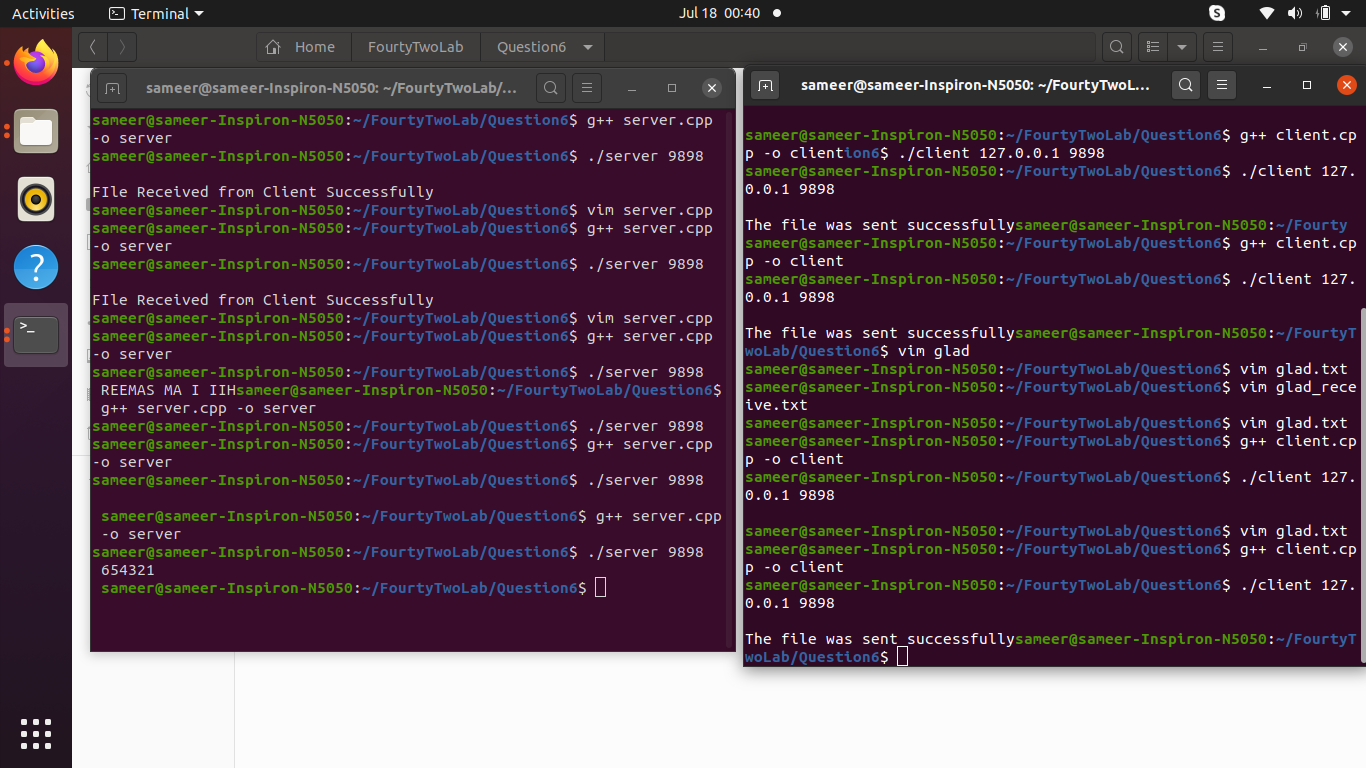 Activities
Terminal
Jul 18 00:40
Home
FourtyTwoLab
Question6
sameer@sameer-Inspiron-N5050: ~/FourtyTwoLab/...
sameer@sameer-Inspiron-N5050:~/FourtyTwoLab/Question6$ g++ server.cpp
-o server
sameer@sameer-Inspiron-N5050:~/FourtyTwoLab/Question6$ ./server 9898
FIle Received from Client Successfully
sameer@sameer-Inspiron-N5050:~/FourtyTwoLab/Question6$ vim server.cpp
sameer@sameer-Inspiron-N5050:~/FourtyTwoLab/Question6$ g++ server.cpp
-o server
sameer@sameer-Inspiron-N5050:~/FourtyTwoLab/Question6$ ./server 9898
FIle Received from Client Successfully
sameer@sameer-Inspiron-N5050:~/FourtyTwoLab/Question6$ vim server.cpp
sameer@sameer-Inspiron-N5050:~/FourtyTwoLab/Question6$ g++ server.cpp
-o server
sameer@sameer-Inspiron-N5050:~/FourtyTwoLab/Question6$ ./server 9898
REEMAS MA I IIHsameer@sameer-Inspiron-N5050:~/FourtyTwoLab/Question6$
g++ server.cpp -o server
sameer@sameer-Inspiron-N5050:~/FourtyTwoLab/Question6$ ./server 9898
sameer@sameer-Inspiron-N5050:~/FourtyTwoLab/Question6$ g++ server.cpp
-o server
sameer@sameer-Inspiron-N5050:~/FourtyTwoLab/Question6$ ./server 9898
sameer@sameer-Inspiron-N5050:~/FourtyTwoLab/Question6$ g++ server.cpp
-o server
sameer@sameer-Inspiron-N5050:~/FourtyTwoLab/Question6$ ./server 9898
654321
sameer@sameer-Inspiron-N5050:~/FourtyTwoLab/Question6$
sameer@sameer-Inspiron-N5050: ~/FourtyTwoL...
sameer@sameer-Inspiron-N5050:~/FourtyTwoLab/Question6$ g++ client.cp
p -o cliention6$ ./client 127.0.0.1 9898
sameer@sameer-Inspiron-N5050:~/FourtyTwoLab/Question6$ ./client 127.
0.0.1 9898
The file was sent successfullysameer@sameer-Inspiron-N5050:~/Fourty
sameer@sameer-Inspiron-N5050:~/FourtyTwoLab/Question6$ g++ client.cp
p -o client
sameer@sameer-Inspiron-N5050:~/FourtyTwoLab/Question6$ ./client 127.
0.0.1 9898
The file was sent successfullysameer@sameer-Inspiron-N5050:~/FourtyT
woLab/Question6$ vim glad
sameer@sameer-Inspiron-N5050:~/FourtyTwoLab/Question6$ vim glad.txt
sameer@sameer-Inspiron-N5050:~/FourtyTwoLab/Question6$ vim glad_rece
ive.txt
sameer@sameer-Inspiron-N5050:~/FourtyTwoLab/Question6$ vim glad.txt
sameer@sameer-Inspiron-N5050:~/FourtyTwoLab/Question6$ g++ client.cp
p -o client
sameer@sameer-Inspiron-N5050:~/FourtyTwoLab/Question6$ ./client 127.
0.0.1 9898
sameer@sameer-Inspiron-N5050:~/FourtyTwoLab/Question6$ vim glad.txt
sameer@sameer-Inspiron-N5050:~/FourtyTwoLab/Question6$ g++ client.cp
p -o client
sameer@sameer-Inspiron-N5050:~/FourtyTwoLab/Question6$ ./client 127.
0.0.1 9898
The file was sent successfullysameer@sameer-Inspiron-N5050:~/FourtyT
woLab/Question6$